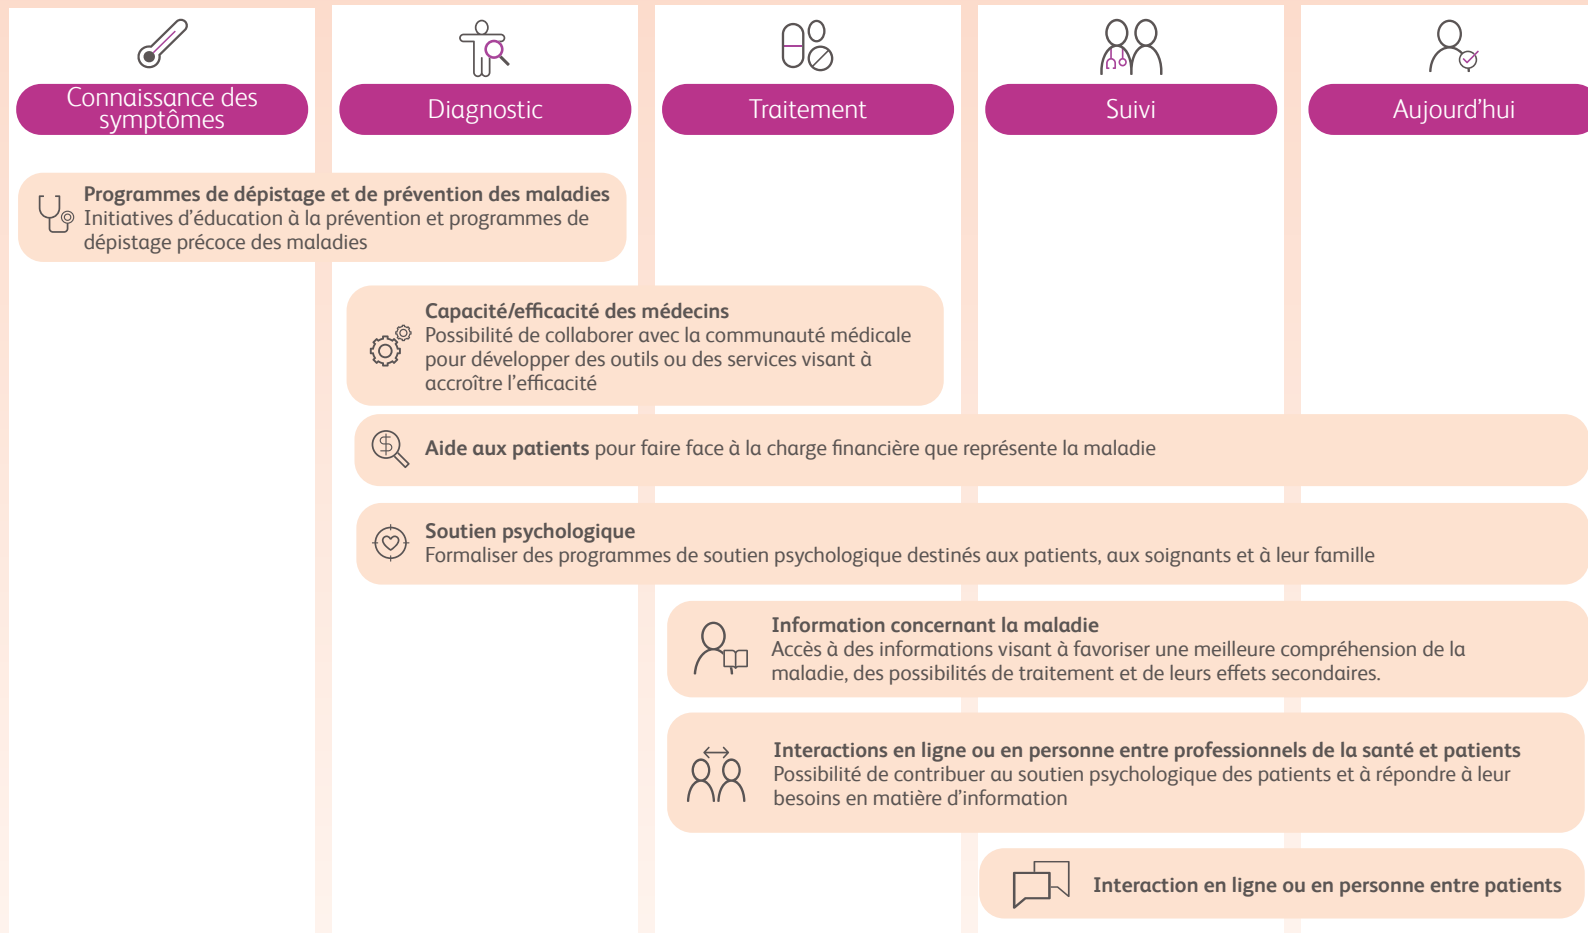 Connaissance des
symptômes
Diagnostic
Traitement
Suivi
Aujourd'hui
Programmes de dépistage et de prévention des maladies
Initiatives d'éducation à la prévention et programmes de
dépistage précoce des maladies
Capacité/efficacité des médecins
Possibilité de collaborer avec la communauté médicale
pour développer des outils ou des services visant à
accroître l'efficacité
$
Aide aux patients pour faire face à la charge financière que représente la maladie
Soutien psychologique
Formaliser des programmes de soutien psychologique destinés aux patients, aux soignants et à leur famille
Information concernant la maladie
Accès à des informations visant à favoriser une meilleure compréhension de la
maladie, des possibilités de traitement et de leurs effets secondaires.
Interactions en ligne ou en personne entre professionnels de la santé et patients
Possibilité de contribuer au soutien psychologique des patients et à répondre à leur
besoins en matière d'information
Interaction en ligne ou en personne entre patients